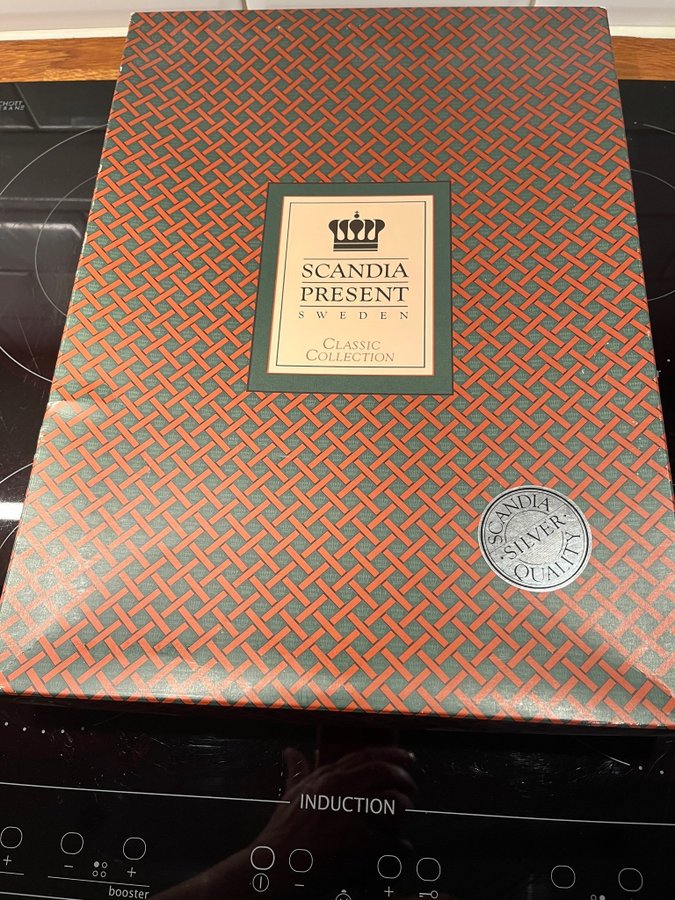 SCANDIA
PRESENT
SWEDEN
CLASSIC
COLLECTION
SCANDIA
·SILVER·
QUALITY
INDUCTION
+
−
+
booster
−
+